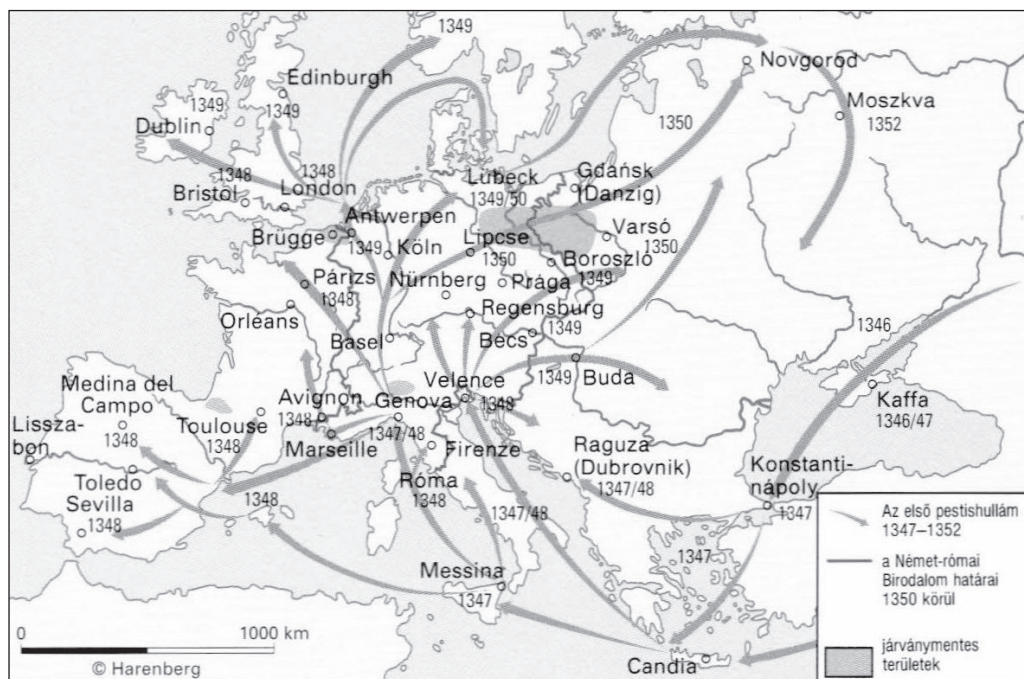 1349
Edinburgh
1349
Dublin
1349
1348
Bristol
1348
London
Antwerpen
Brügge
1349
Köln
Lübeck
1349/50
Gdańsk
(Danzig)
Novgorod
1350
Moszkva
1352
Lipcse
1350
Varsó
1350
Boroszló
1349
Nürnberg
Prága
Párizs
1348
Orléans
Regensburg
Basel
Bécs
1349
1349
Buda
1346
Kaffa
1346/47
Medina del
Campo
1348
Lissza-
bon
Toulouse
1348
Avignon
1348
Marseille
Genova
1347/48
Velence
1348
Firenze
Róma
1348
Raguza
(Dubrovnik)
1347/48
Konstanti-
nápoly
1347
Toledo
Sevilla
1348
1348
1347/48
1347
Messina
1347
Candia
0 1000 km
© Harenberg
Az első pestishullám
1347–1352
a Német-római
Birodalom határai
1350 körül
járványmentes
területek